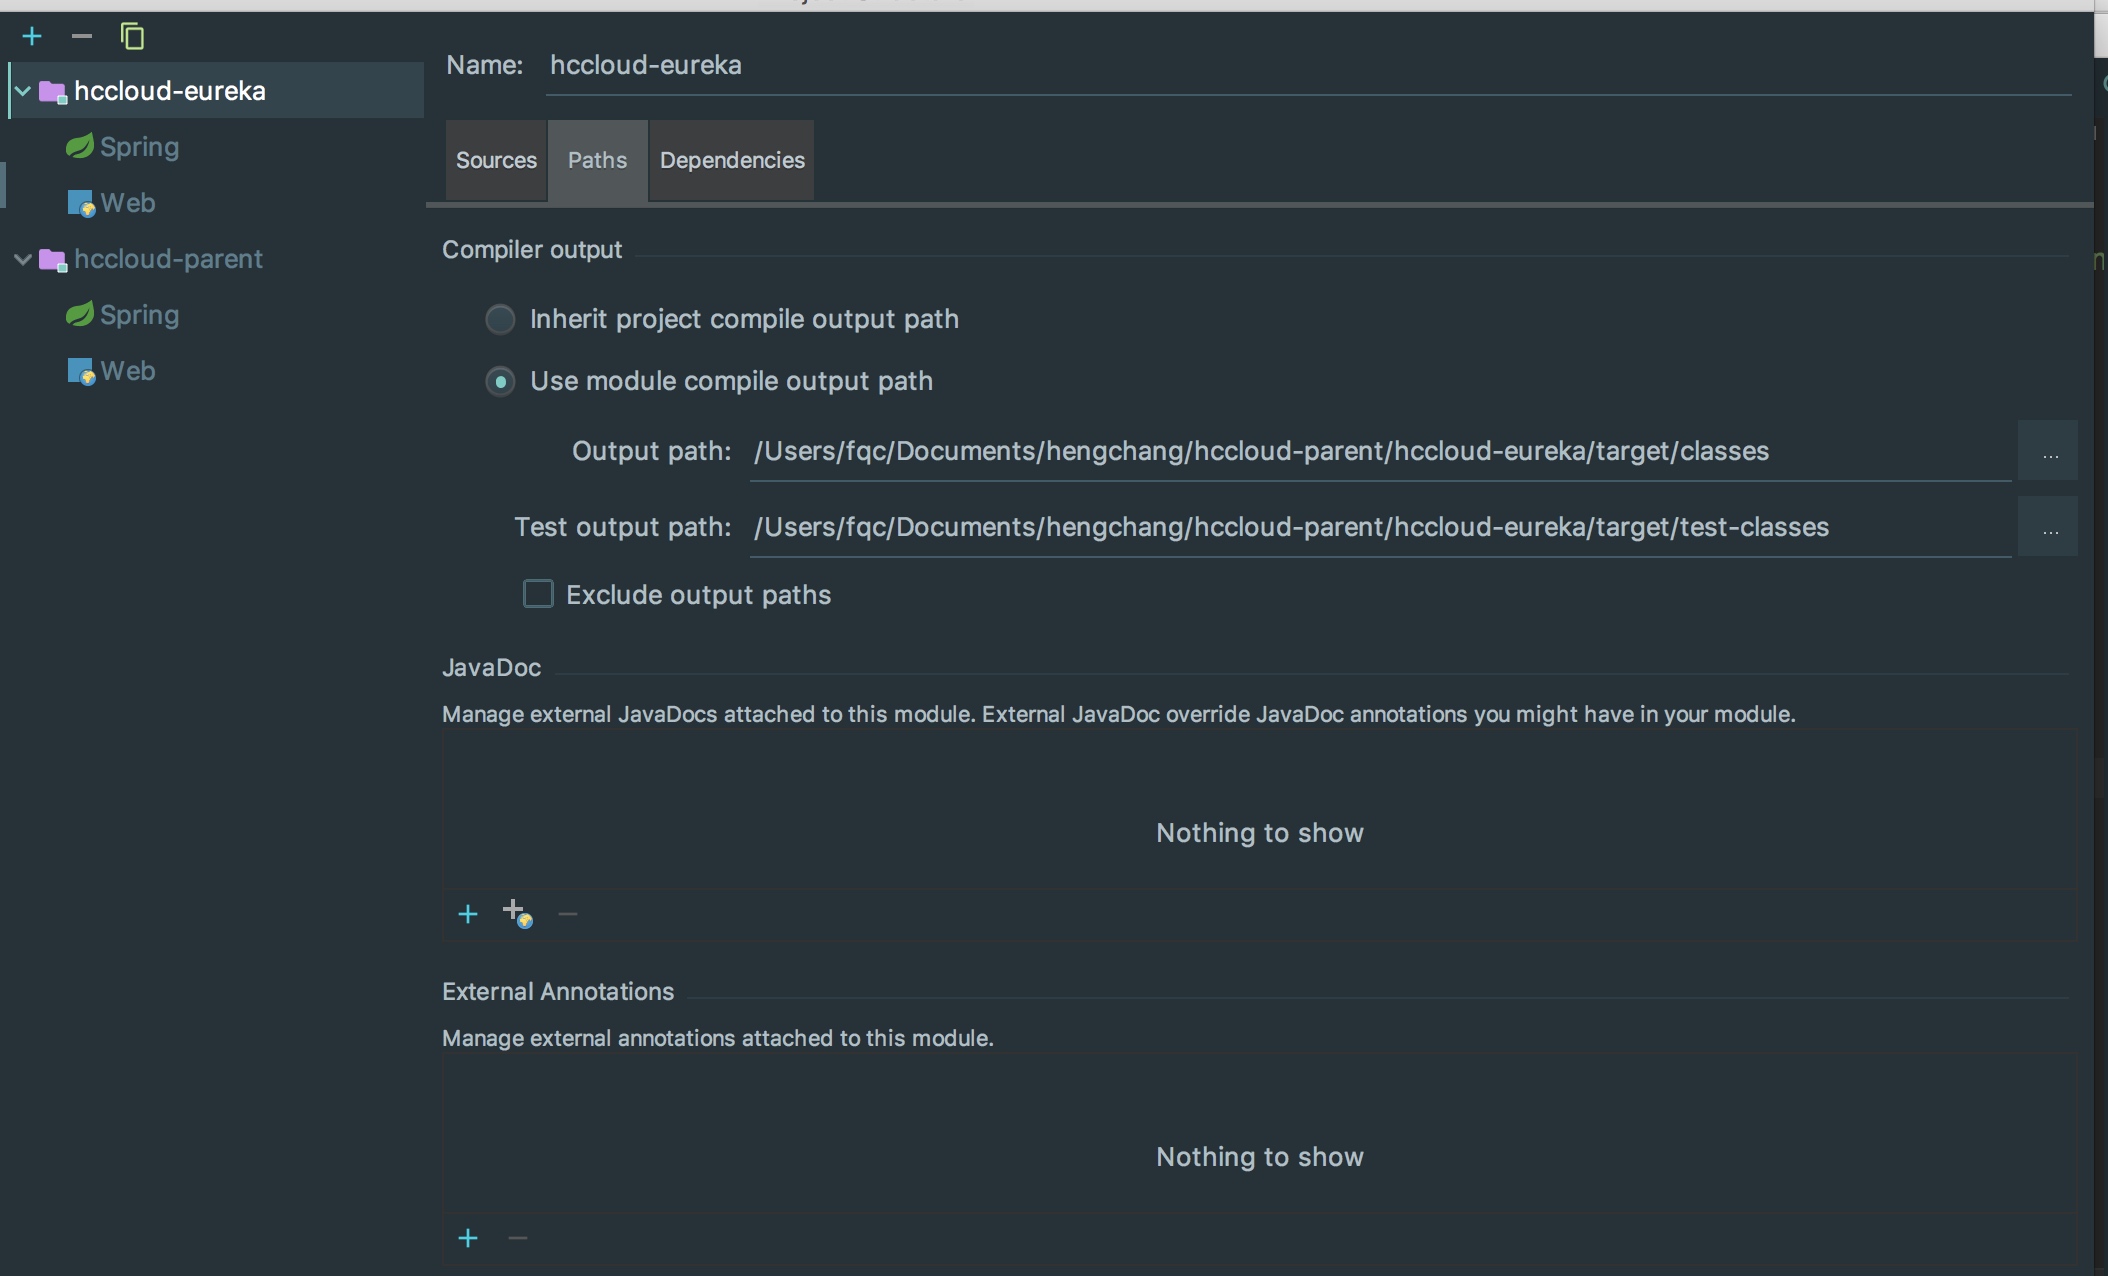 hccloud-eureka
Spring
Web
hccloud-parent
Spring
Web
Name: hccloud-eureka
Sources Paths Dependencies
Compiler output
Inherit project compile output path
Use module compile output path
Output path: /Users/fqc/Documents/hengchang/hccloud-parent/hccloud-eureka/target/classes ...
Test output path: /Users/fqc/Documents/hengchang/hccloud-parent/hccloud-eureka/target/test-classes ...
Exclude output paths
JavaDoc
Manage external JavaDocs attached to this module. External JavaDoc override JavaDoc annotations you might have in your module.
Nothing to show
External Annotations
Manage external annotations attached to this module.
Nothing to show